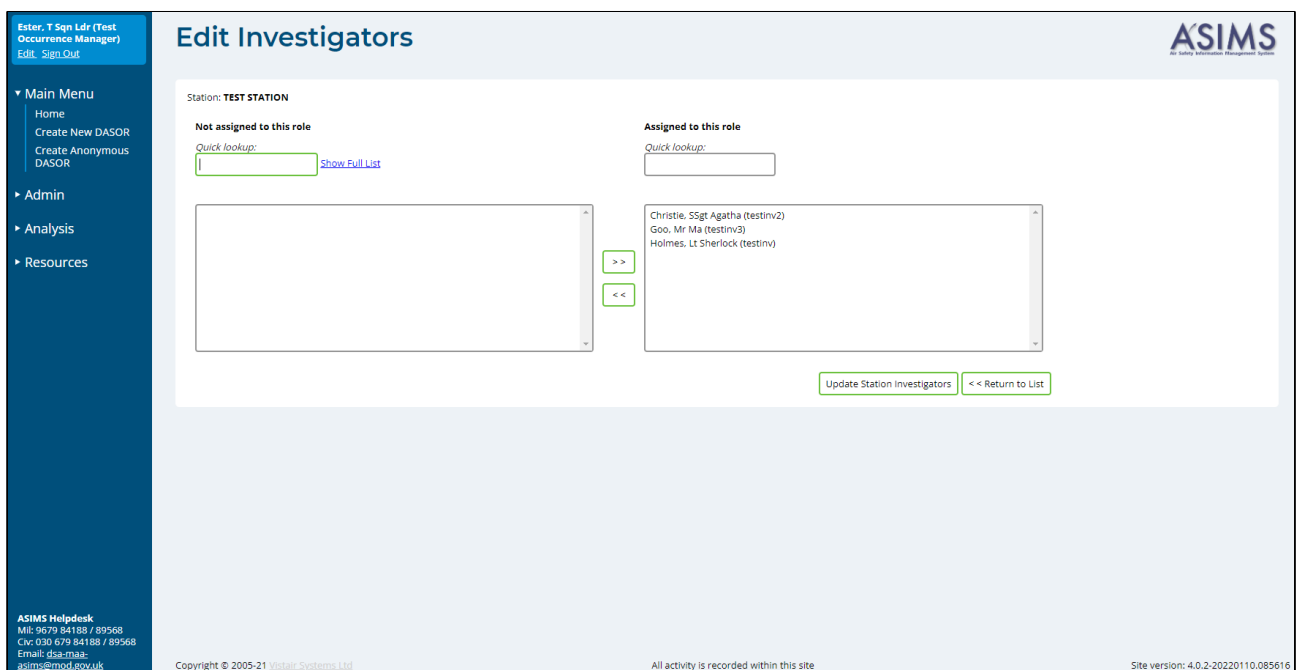 Ester, T Sqn Ldr (Test
Occurrence Manager)
Edit Sign Out
Edit Investigators
ASIMS
Air Safety Information Management System
Main Menu
Home
Create New DASOR
Create Anonymous
DASOR
Admin
Analysis
Resources
Station: TEST STATION
Not assigned to this role
Quick lookup:
Show Full List
Assigned to this role
Quick lookup:
Christie, SSgt Agatha (testinv2)
Goo, Mr Ma (testinv3)
Holmes, Lt Sherlock (testinv)
> >
< <
Update Station Investigators
< < Return to List
ASIMS Helpdesk
Mil: 9679 84188 / 89568
Civ: 030 679 84188 / 89568
Email: dsa-maa-
asims@mod.gov.uk
Copyright © 2005-21 Vistair Systems Ltd
All activity is recorded within this site
Site version: 4.0.2-20220110.085616